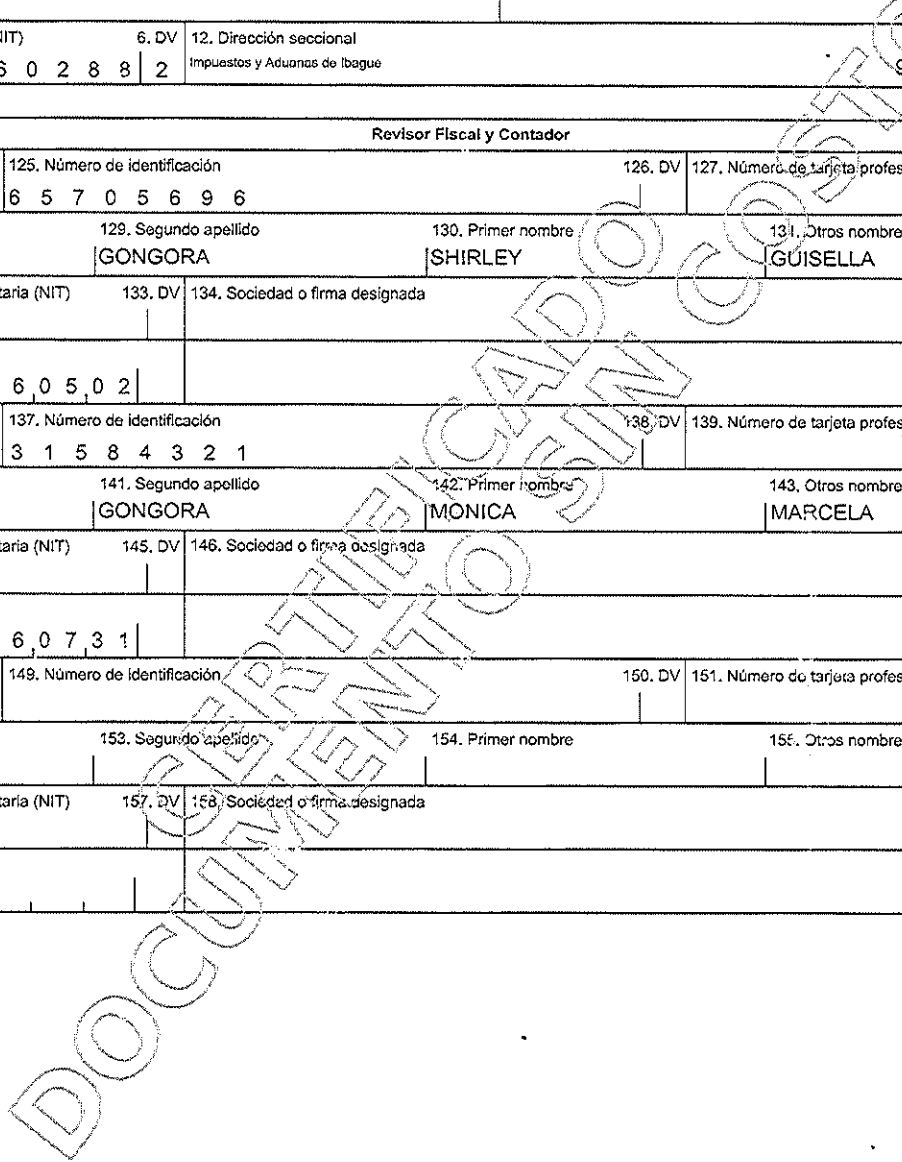 NIT) 6. DV 12. Dirección seccional
6 0 2 8 8 2 Impuestos y Aduanas de Ibague 9
Revisor Fiscal y Contador
125. Número de identificación 126. DV 127. Número de tarjeta profes
6 5 7 0 5 6 9 6
129. Segundo apellido 130. Primer nombre 131. Otros nombre
GONGORA SHIRLEY GUISELLA
taria (NIT) 133. DV 134. Sociedad o firma designada
6 0 5 0 2
137. Número de identificación 138. DV 139. Número de tarjeta profes
3 1 5 8 4 3 2 1
141. Segundo apellido 142. Primer nombre 143. Otros nombre
GONGORA MONICA MARCELA
taria (NIT) 145. DV 146. Sociedad o firma designada
6 0 7 3 1
149. Número de identificación 150. DV 151. Número de tarjeta profes
153. Segundo apellido 154. Primer nombre 155. Otros nombre
taria (NIT) 157. DV 158. Sociedad o firma designada
CERTIFICADO
DOCUMENTO SIN COSTO